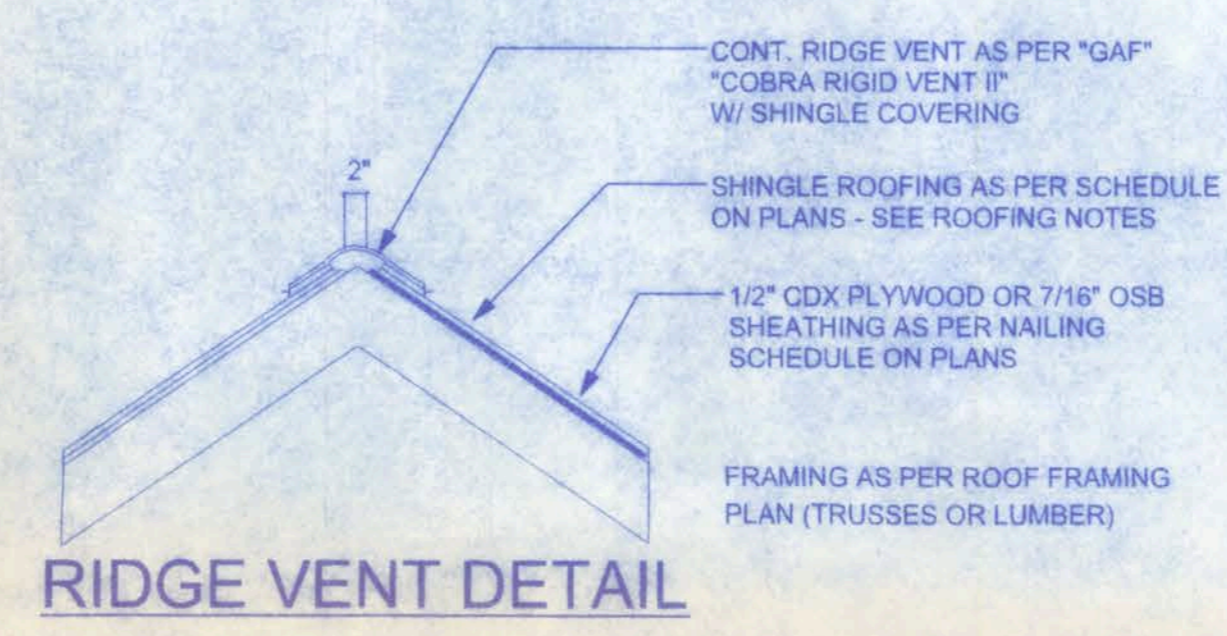 CONT. RIDGE VENT AS PER "GAF"
"COBRA RIGID VENT II"
W/ SHINGLE COVERING
2"
SHINGLE ROOFING AS PER SCHEDULE
ON PLANS - SEE ROOFING NOTES
1/2" CDX PLYWOOD OR 7/16" OSB
SHEATHING AS PER NAILING
SCHEDULE ON PLANS
FRAMING AS PER ROOF FRAMING
PLAN (TRUSSES OR LUMBER)
RIDGE VENT DETAIL